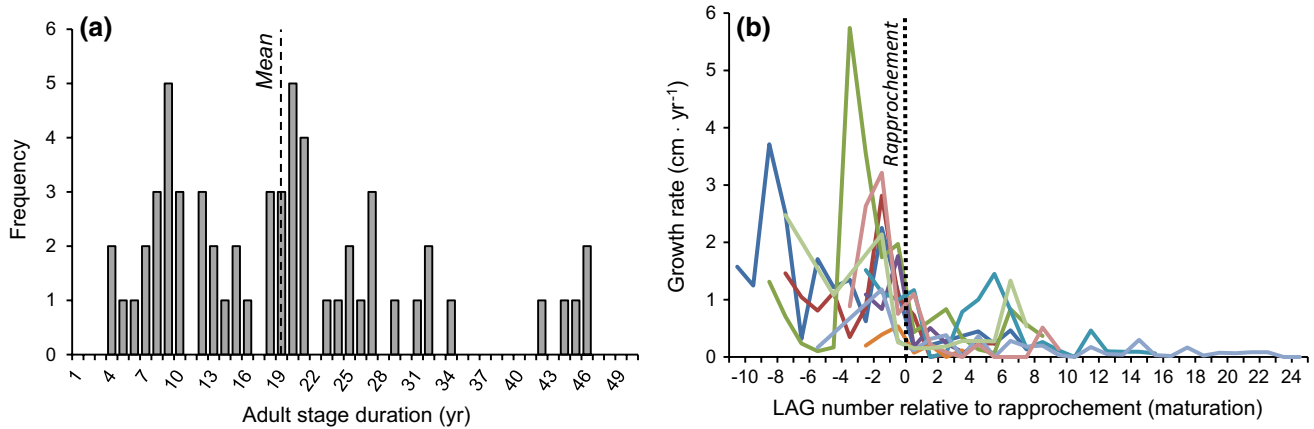 (a)
Mean
Frequency
6
5
4
3
2
1
0
1 4 7 10 13 16 19 22 25 28 31 34 37 40 43 46 49
Adult stage duration (yr)
(b)
Rapprochement
Growth rate (cm · yr-1)
6
5
4
3
2
1
0
-10 -8 -6 -4 -2 0 2 4 6 8 10 12 14 16 18 20 22 24
LAG number relative to rapprochement (maturation)